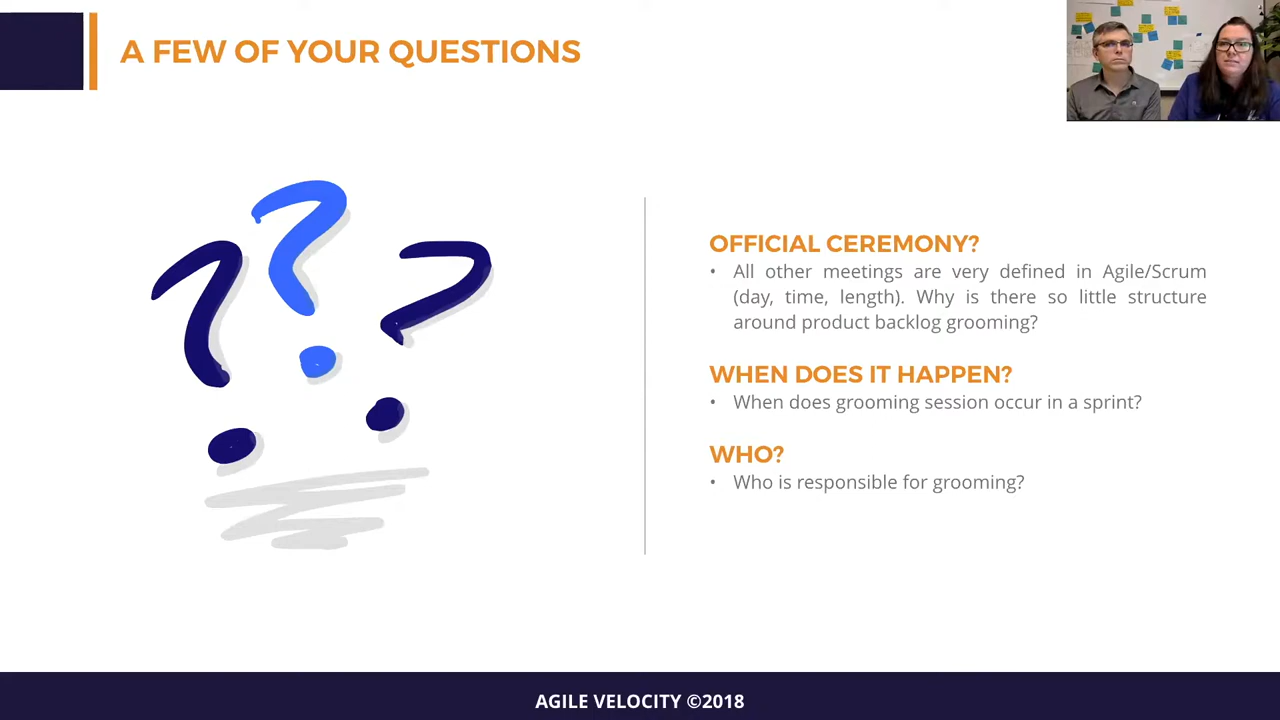 A FEW OF YOUR QUESTIONS
OFFICIAL CEREMONY?
• All other meetings are very defined in Agile/Scrum
(day, time, length). Why is there so little structure
around product backlog grooming?
WHEN DOES IT HAPPEN?
• When does grooming session occur in a sprint?
WHO?
• Who is responsible for grooming?
AGILE VELOCITY ©2018